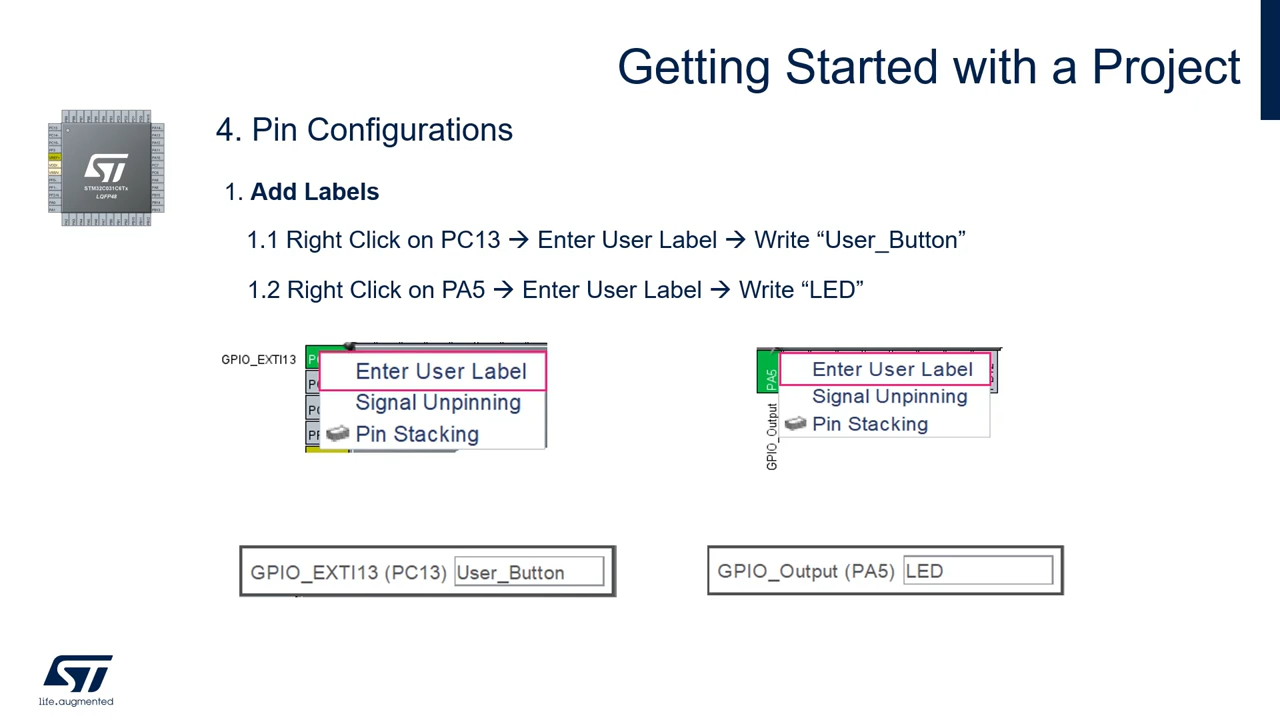 Getting Started with a Project
4. Pin Configurations
STM32C031C6Tx
LQFP48
1. Add Labels
1.1 Right Click on PC13 → Enter User Label → Write “User_Button”
1.2 Right Click on PA5 → Enter User Label → Write “LED”
GPIO_EXTI13
Enter User Label
Signal Unpinning
Pin Stacking
PA5
GPIO_Output
Enter User Label
Signal Unpinning
Pin Stacking
GPIO_EXTI13 (PC13) User_Button
GPIO_Output (PA5) LED
ST
life.augmented